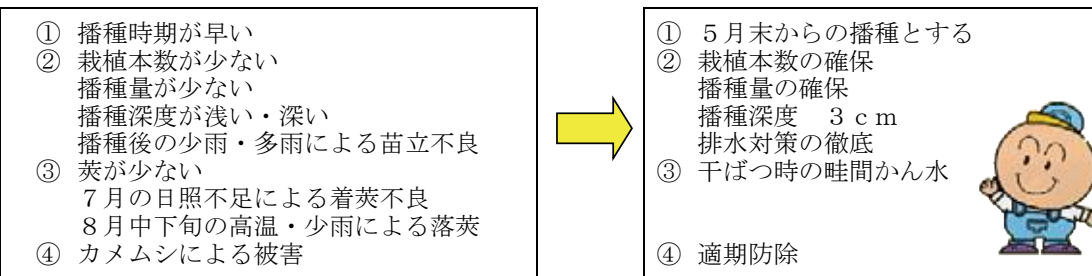 ① 播種時期が早い
② 栽植本数が少ない
播種量が少ない
播種深度が浅い・深い
播種後の少雨・多雨による苗立不良
③ 莢が少ない
７月の日照不足による着莢不良
８月中下旬の高温・少雨による落莢
④ カメムシによる被害
① ５月末からの播種とする
② 栽植本数の確保
播種量の確保
播種深度　３ｃｍ
排水対策の徹底
③ 干ばつ時の畦間かん水
④ 適期防除